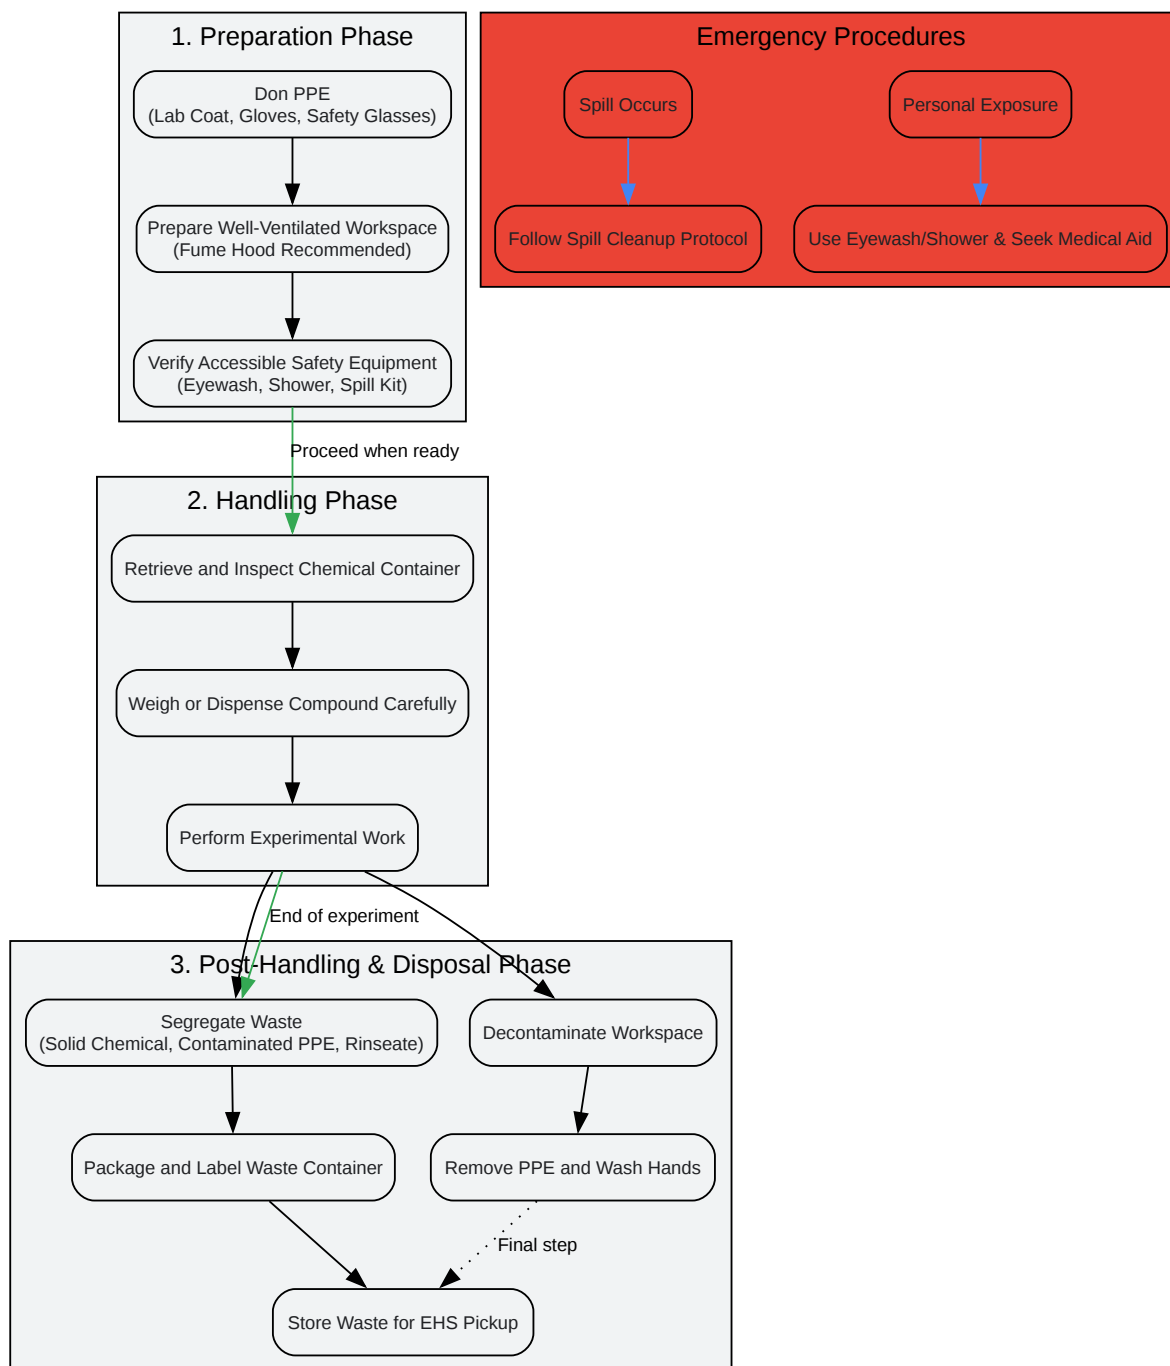 1. Preparation Phase
Don PPE
(Lab Coat, Gloves, Safety Glasses)
Prepare Well-Ventilated Workspace
(Fume Hood Recommended)
Verify Accessible Safety Equipment
(Eyewash, Shower, Spill Kit)
Emergency Procedures
Spill Occurs
Personal Exposure
Follow Spill Cleanup Protocol
Use Eyewash/Shower & Seek Medical Aid
Proceed when ready
2. Handling Phase
Retrieve and Inspect Chemical Container
Weigh or Dispense Compound Carefully
Perform Experimental Work
End of experiment
3. Post-Handling & Disposal Phase
Segregate Waste
(Solid Chemical, Contaminated PPE, Rinseate)
Decontaminate Workspace
Package and Label Waste Container
Remove PPE and Wash Hands
Final step
Store Waste for EHS Pickup